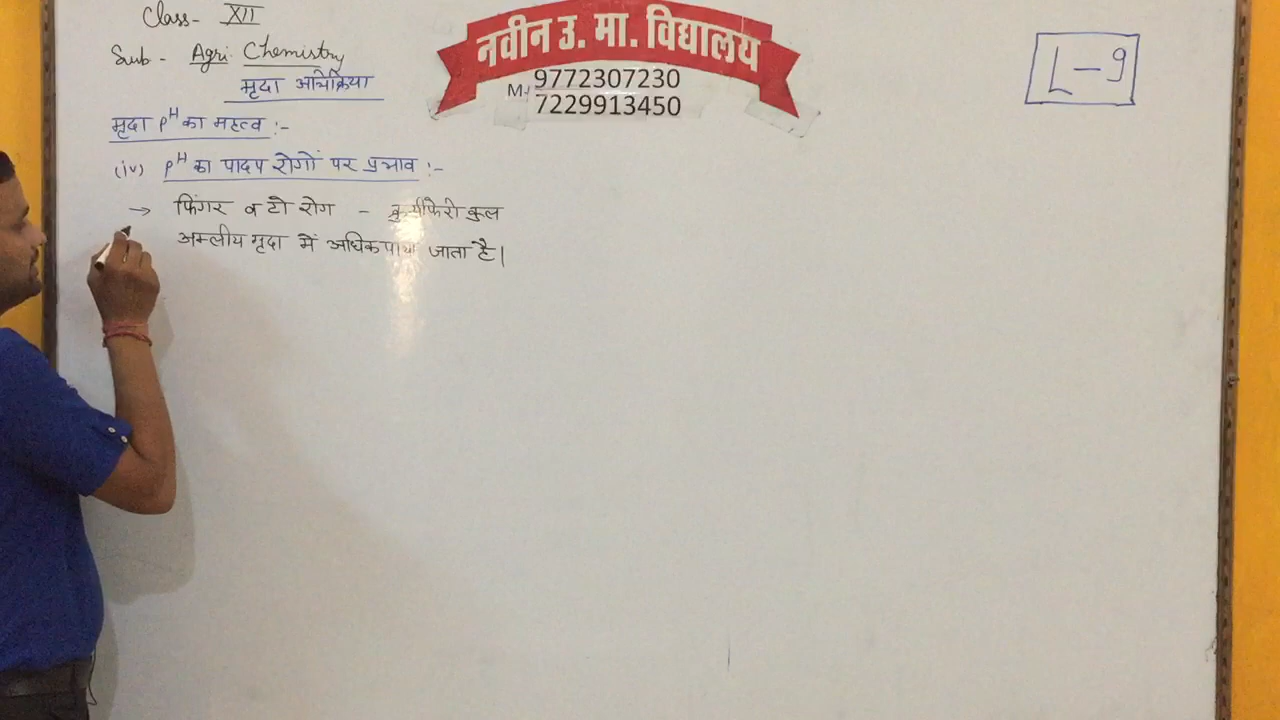 Class- XII
Sub - Agri Chemistry
मृदा अभिक्रिया
मृदा pH का महत्व :-
(iv) pH का पादप रोगों पर प्रभाव :-
→ फिंगर व टो रोग - क्रुसीफेरी कुल
अम्लीय मृदा में अधिक पाया जाता है।
नवीन उ. मा. विद्यालय
M. 9772307230
7229913450
L-9